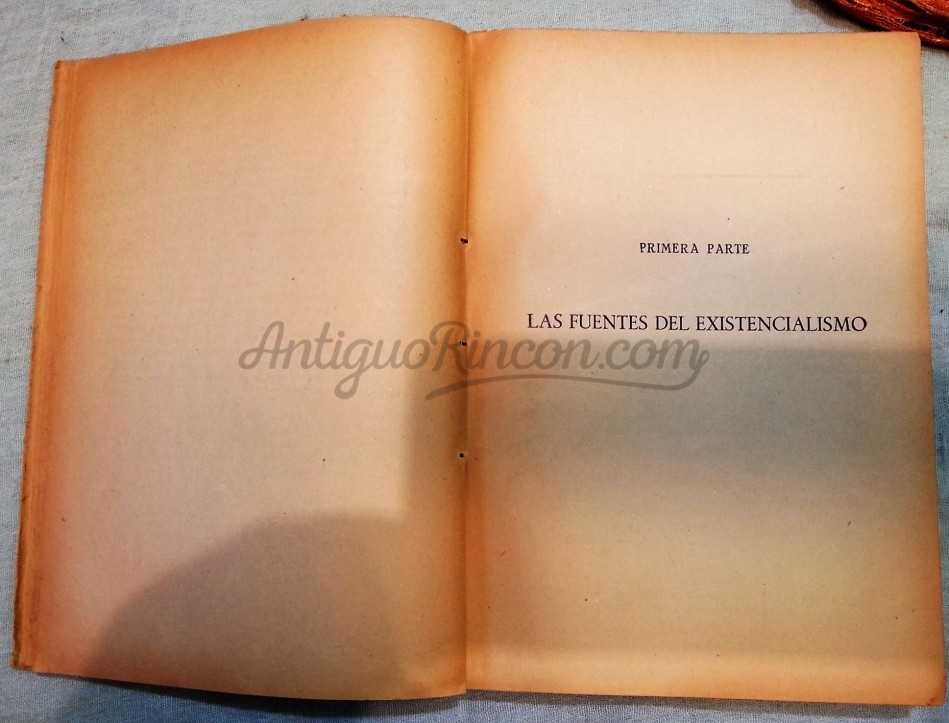 PRIMERA PARTE
LAS FUENTES DEL EXISTENCIALISMO
AntiguoRincon.com